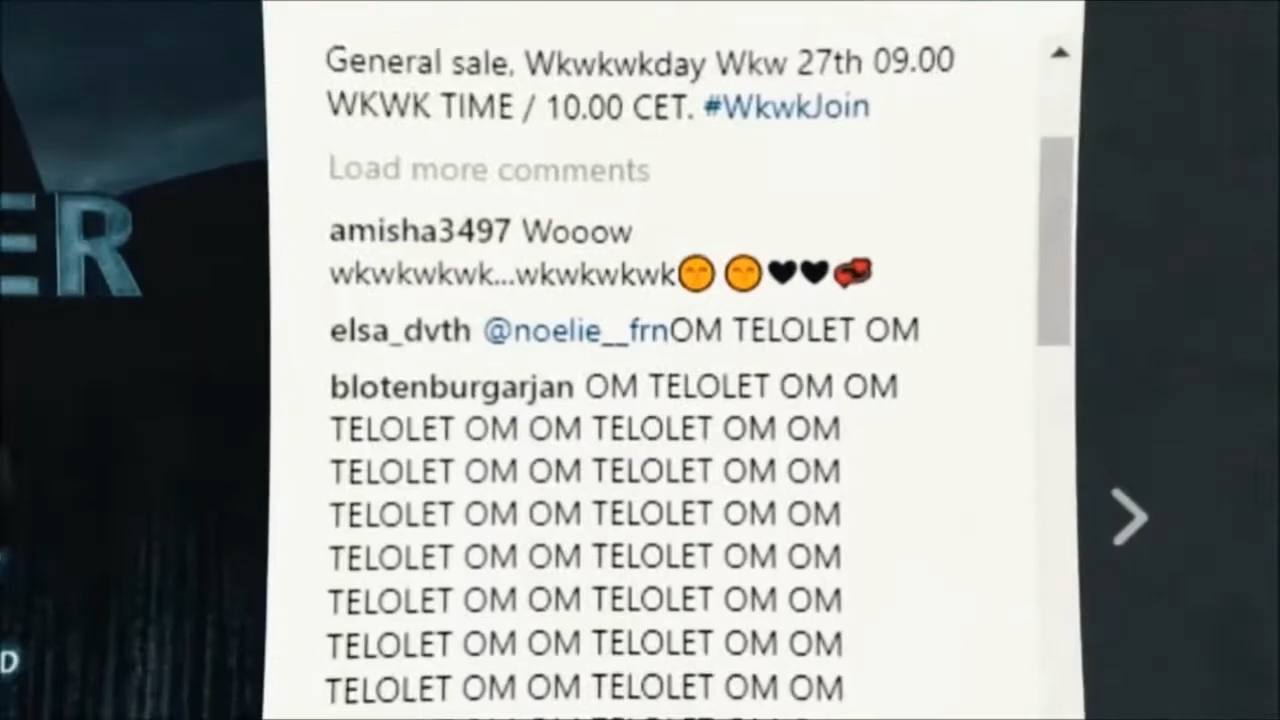 General sale, Wkwkwkday Wkw 27th 09.00
WKWK TIME / 10.00 CET. #WkwkJoin
Load more comments
amisha3497 Wooow
wkwkwkwk...wkwkwkwk😊 😊🖤🖤💞
elsa_dvth @noelie__frnOM TELOLET OM
blotenburgarjan OM TELOLET OM OM
TELOLET OM OM TELOLET OM OM
TELOLET OM OM TELOLET OM OM
TELOLET OM OM TELOLET OM OM
TELOLET OM OM TELOLET OM OM
TELOLET OM OM TELOLET OM OM
TELOLET OM OM TELOLET OM OM
TELOLET OM OM TELOLET OM OM
ER
D